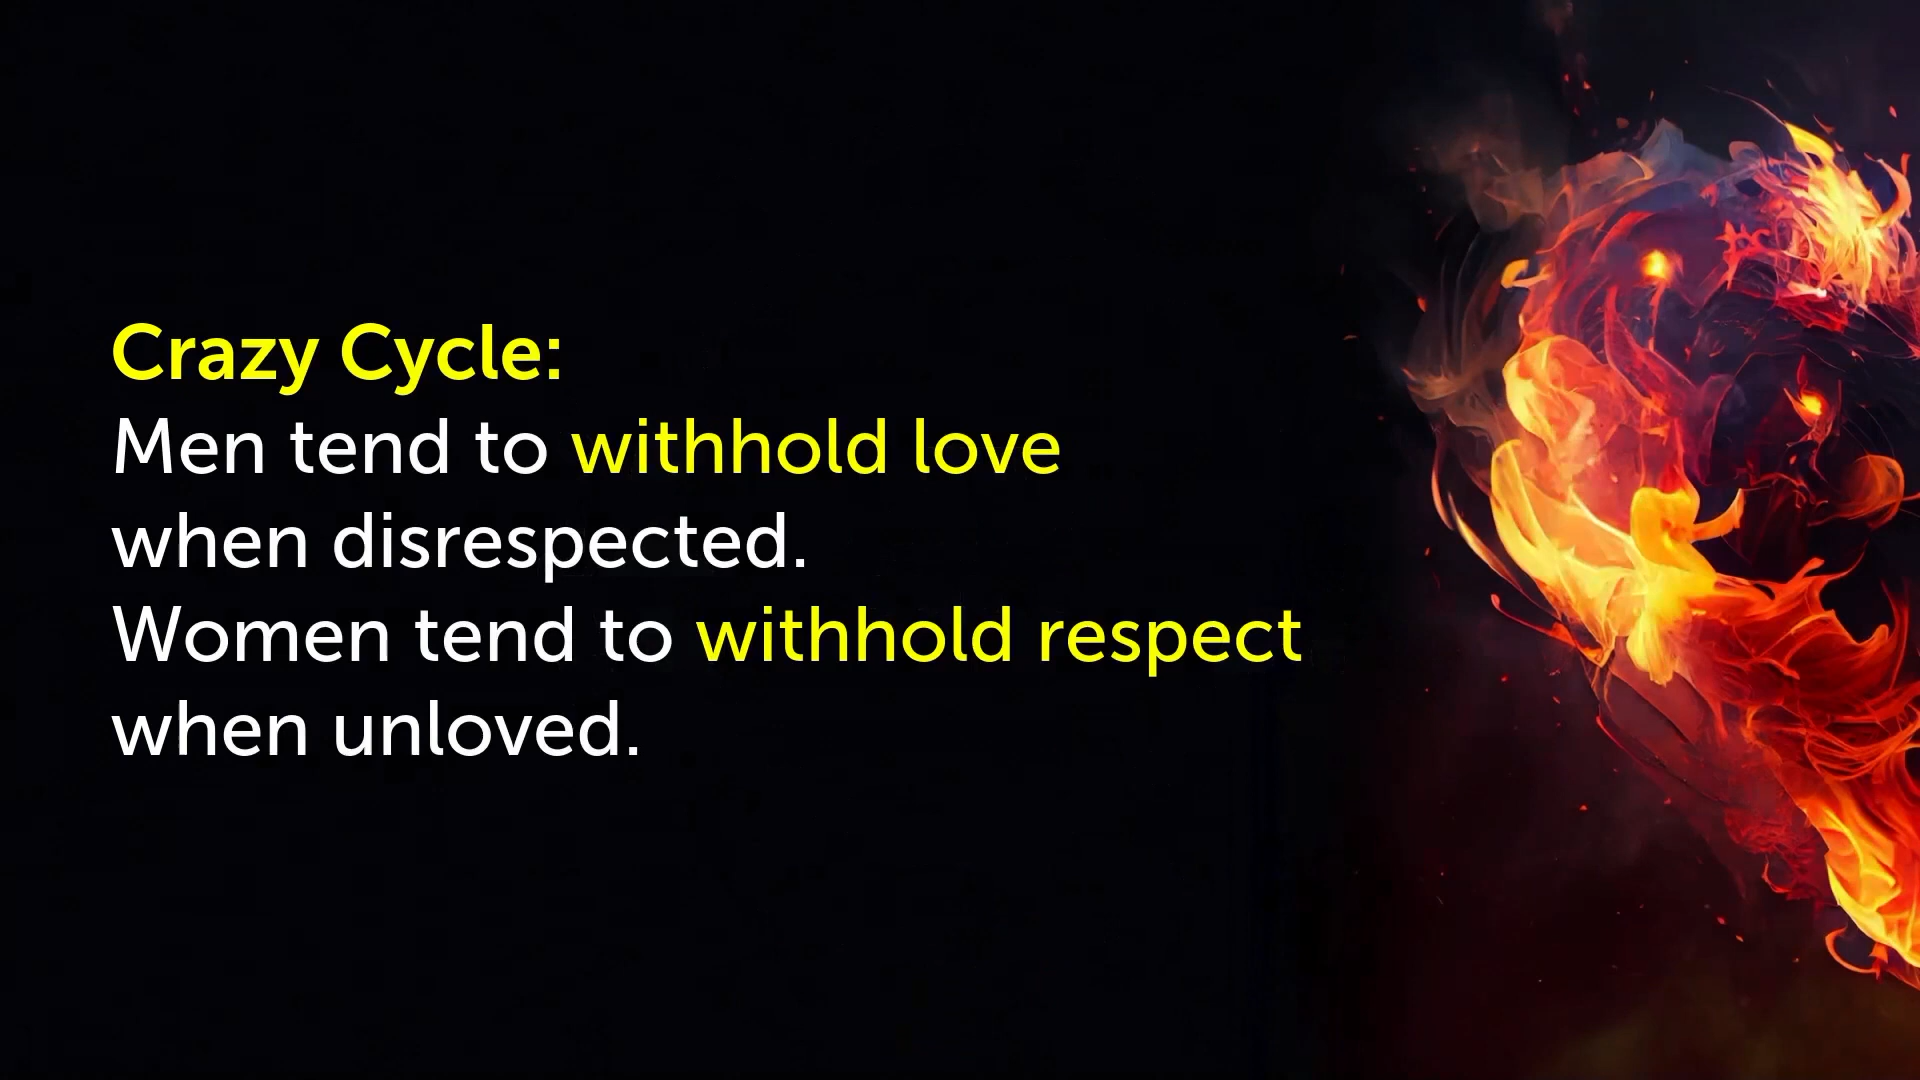 Crazy Cycle:
Men tend to withhold love
when disrespected.
Women tend to withhold respect
when unloved.